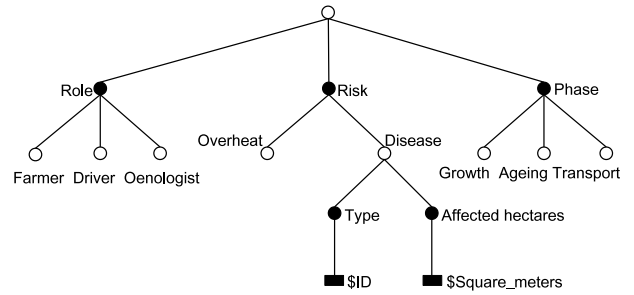 Role
Risk
Phase
Overheat
Disease
Farmer Driver Oenologist
Growth Ageing Transport
Type
Affected hectares
$ID
$Square_meters